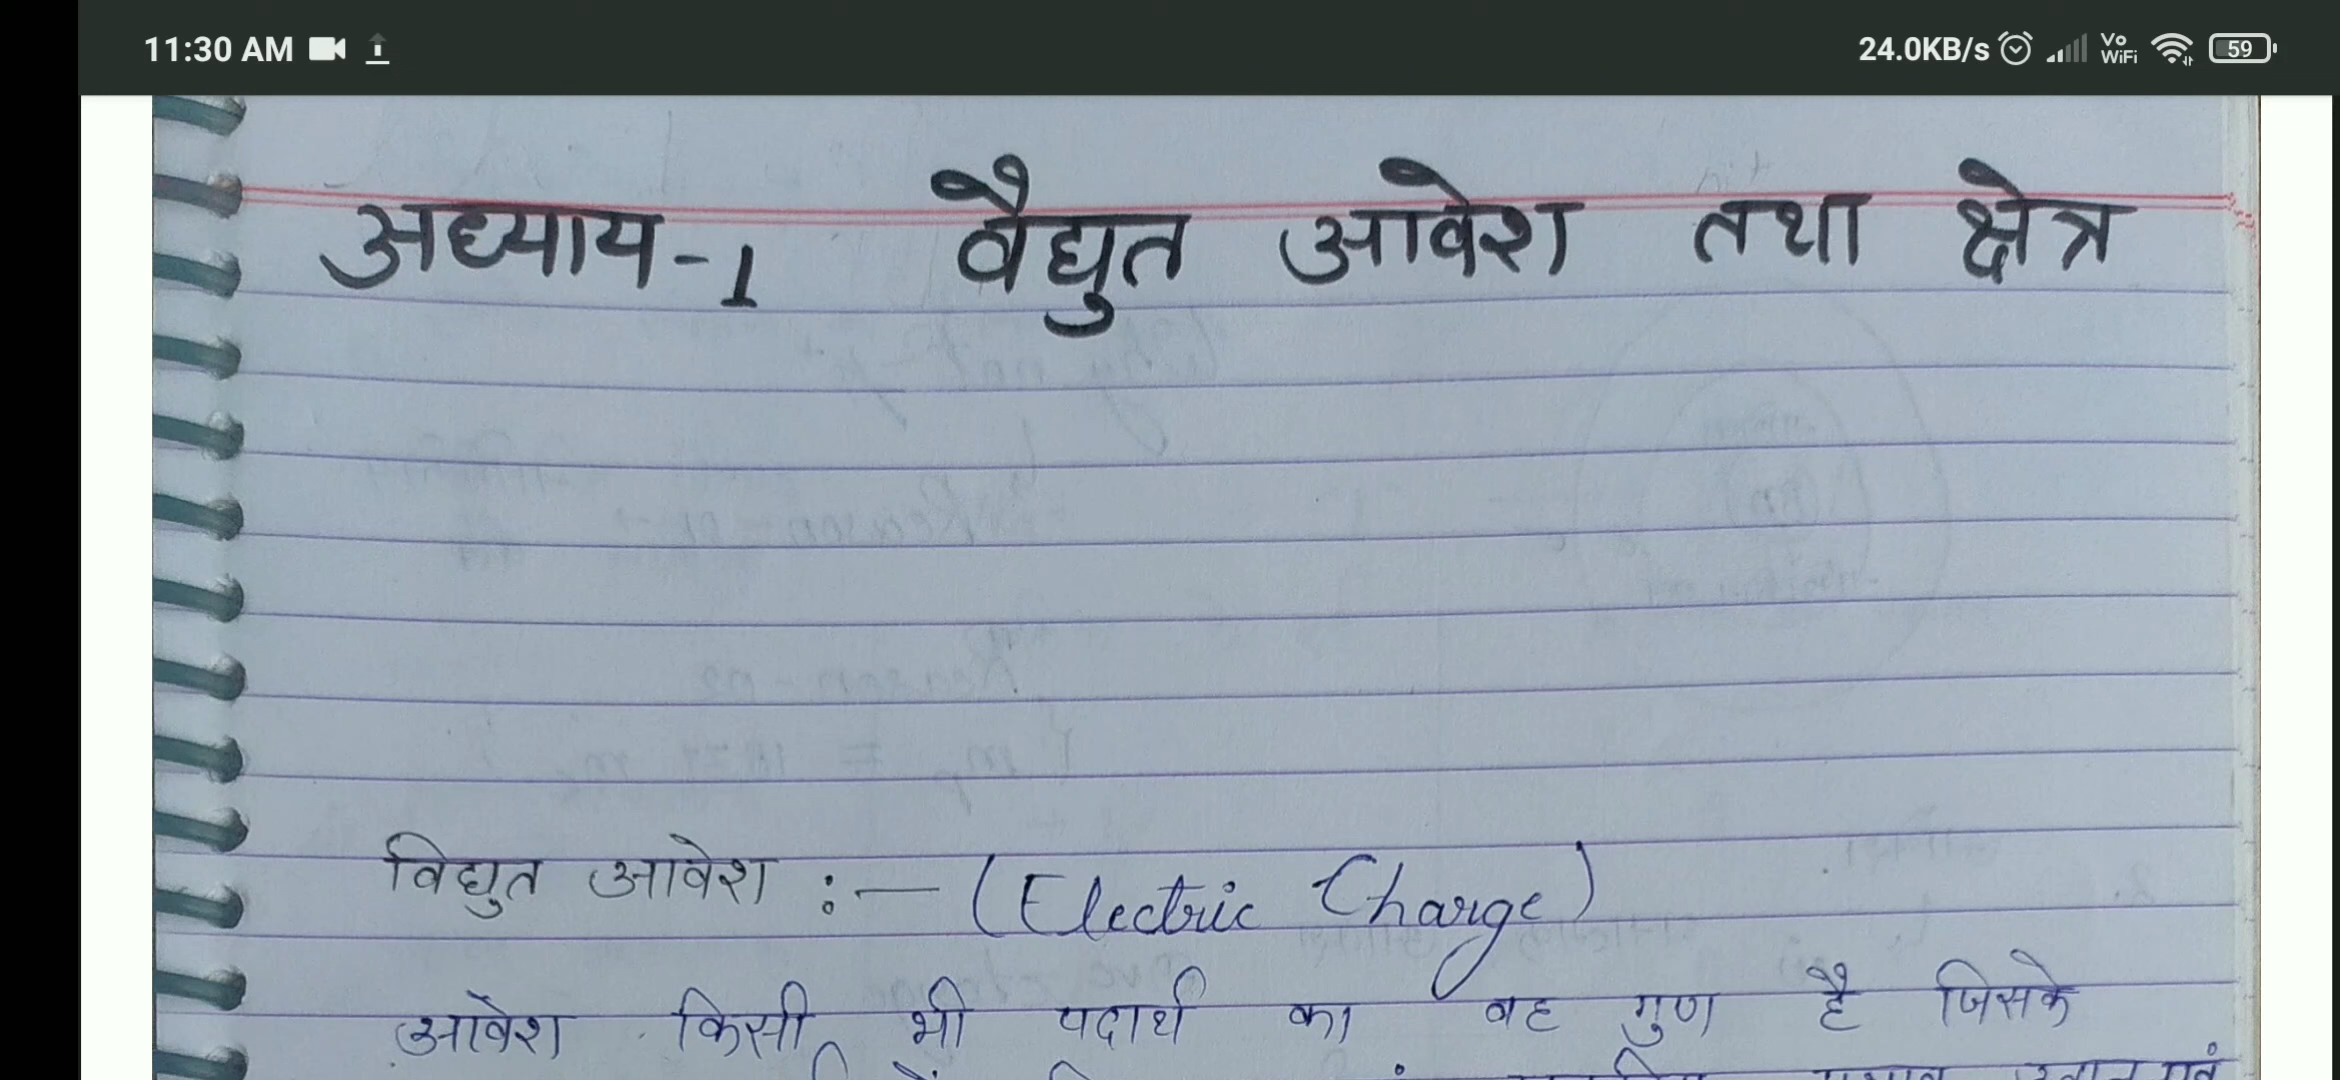 11:30 AM 24.0KB/s Vo WiFi 59
अध्याय-1 वैद्युत आवेश तथा क्षेत्र
विद्युत आवेश :— (Electric Charge)
आवेश किसी भी पदार्थ का वह गुण है जिसके